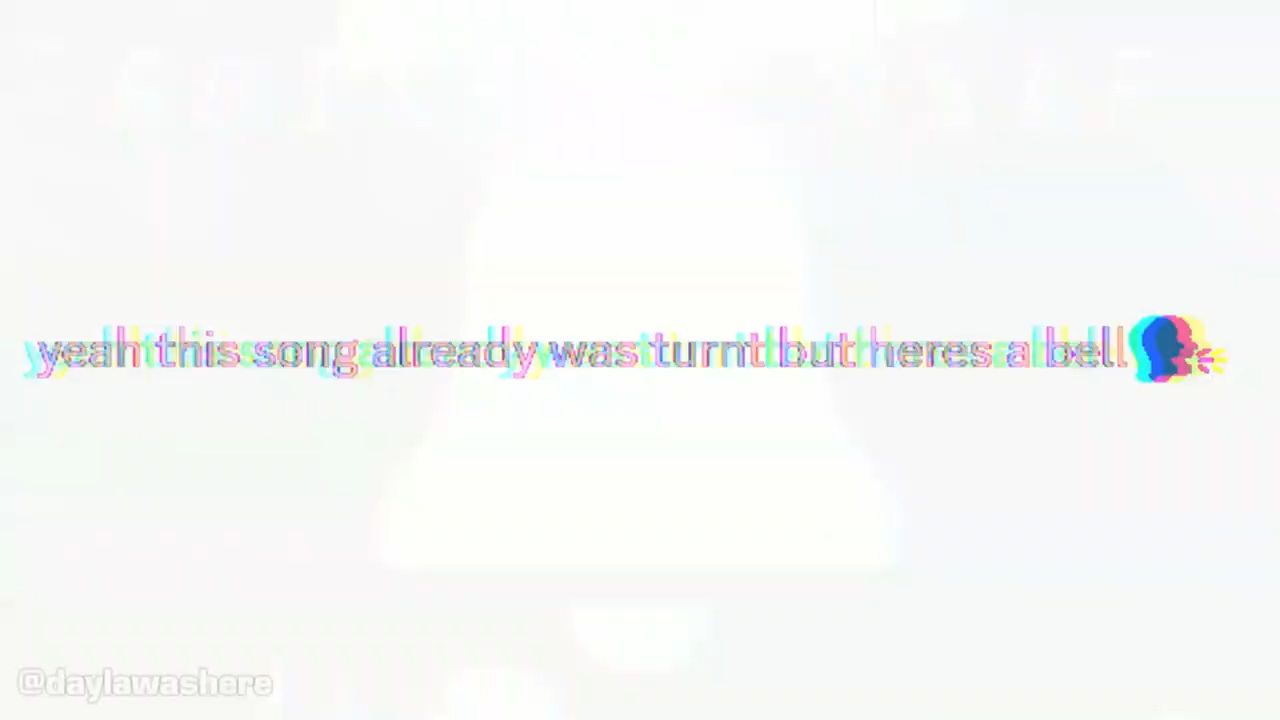 yeah this song already was turnt but heres a bell🗣
@daylawashere